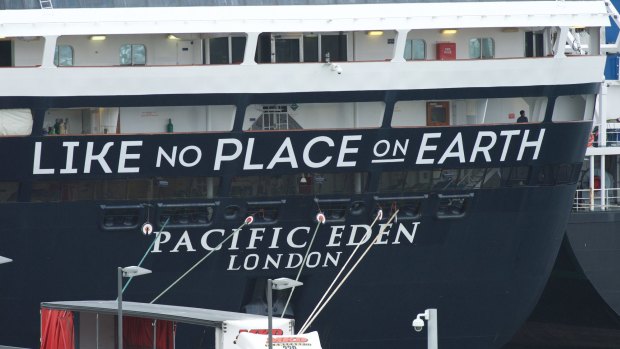 LIKE NO PLACE ON EARTH
PACIFIC EDEN
LONDON